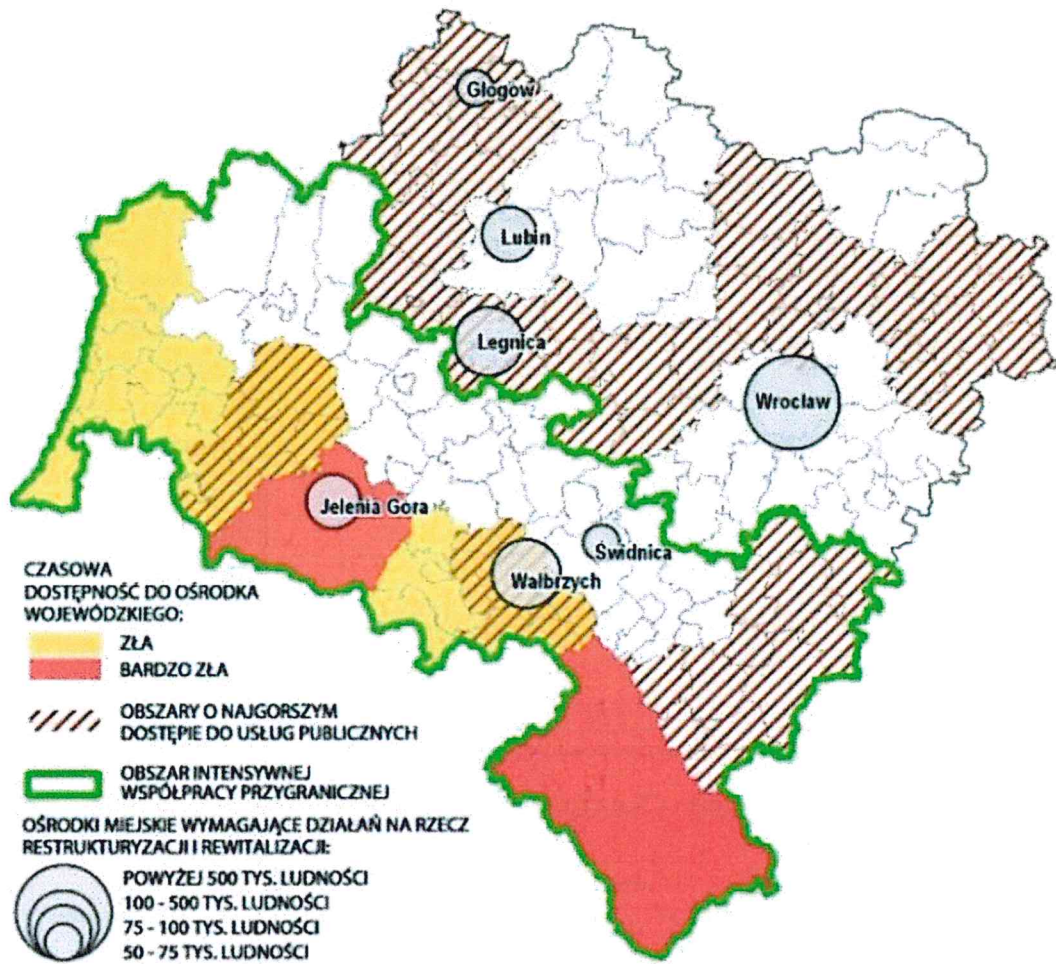 Głogów
Lubin
Legnica
Wrocław
Jelenia Gora
Świdnica
Wałbrzych
CZASOWA
DOSTĘPNOŚĆ DO OŚRODKA
WOJEWÓDZKIEGO:
ZŁA
BARDZO ZŁA
OBSZARY O NAJGORSZYM
DOSTĘPIE DO USŁUG PUBLICZNYCH
OBSZAR INTENSYWNEJ
WSPÓŁPRACY PRZYGRANICZNEJ
OŚRODKI MIEJSKIE WYMAGAJĄCE DZIAŁAŃ NA RZECZ
RESTRUKTURYZACJI I REWITALIZACJI:
POWYŻEJ 500 TYS. LUDNOŚCI
100 - 500 TYS. LUDNOŚCI
75 - 100 TYS. LUDNOŚCI
50 - 75 TYS. LUDNOŚCI